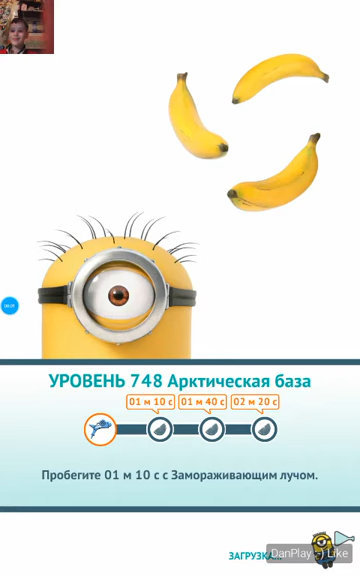 УРОВЕНЬ 748 Арктическая база
01 м 10 с 01 м 40 с 02 м 20 с
Пробегите 01 м 10 с с Замораживающим лучом.
ЗАГРУЗКА
DanPlay :-) Like